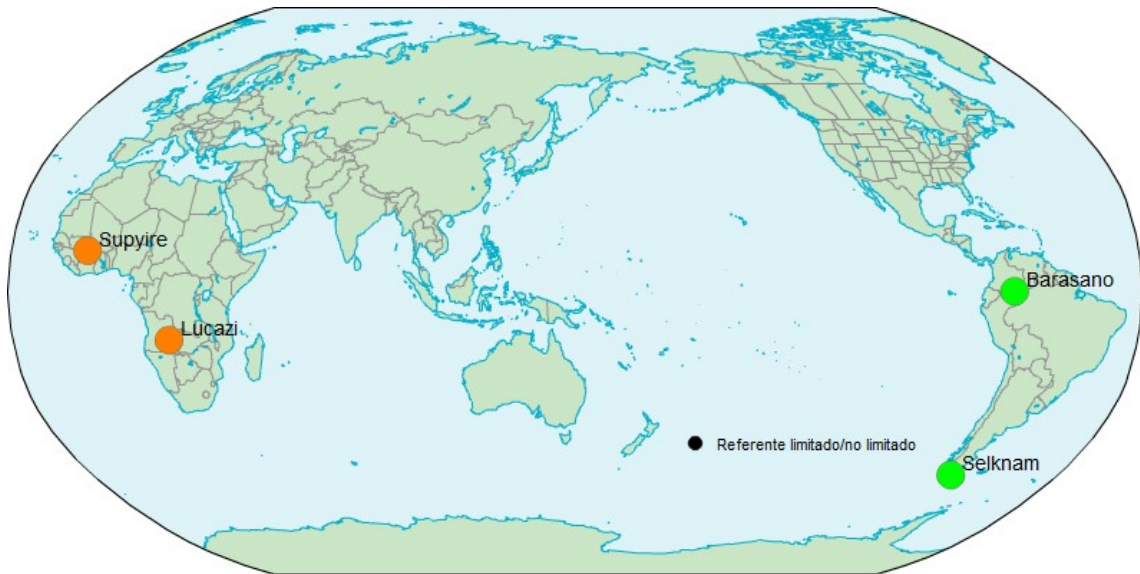 Supyire
Barasano
Lucazi
Referente limitado/no limitado
Selknam